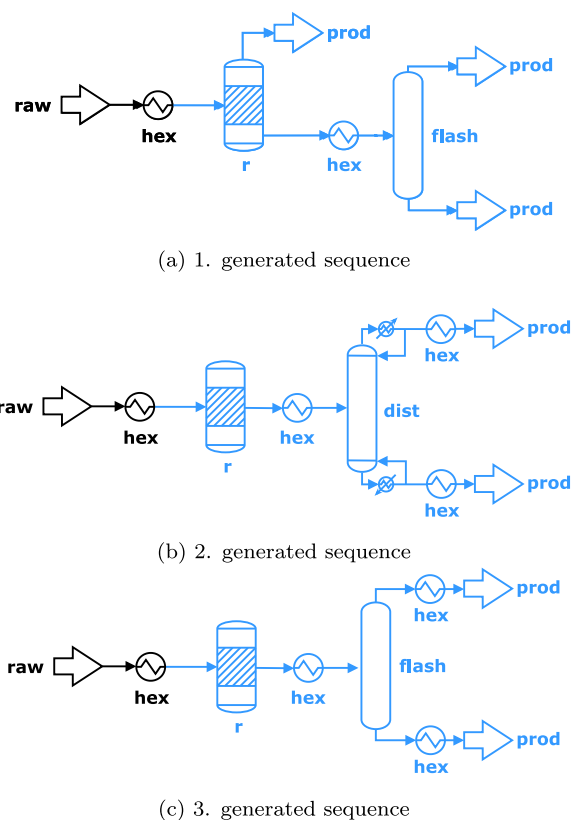 prod
prod
raw
hex
flash
r
hex
prod
(a) 1. generated sequence
prod
hex
dist
raw
hex
hex
r
prod
hex
(b) 2. generated sequence
prod
hex
raw
flash
hex
hex
r
prod
hex
(c) 3. generated sequence